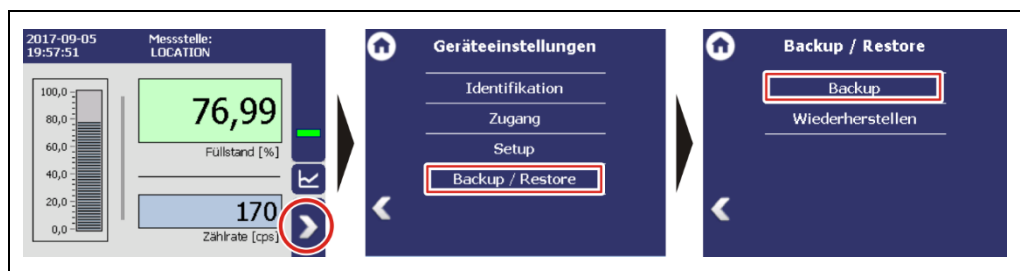 2017-09-05
19:57:51
Messstelle:
LOCATION
100,0
80,0
60,0
40,0
20,0
0,0
76,99
Füllstand [%]
170
Zählrate [cps]
Geräteeinstellungen
Identifikation
Zugang
Setup
Backup / Restore
Backup / Restore
Backup
Wiederherstellen